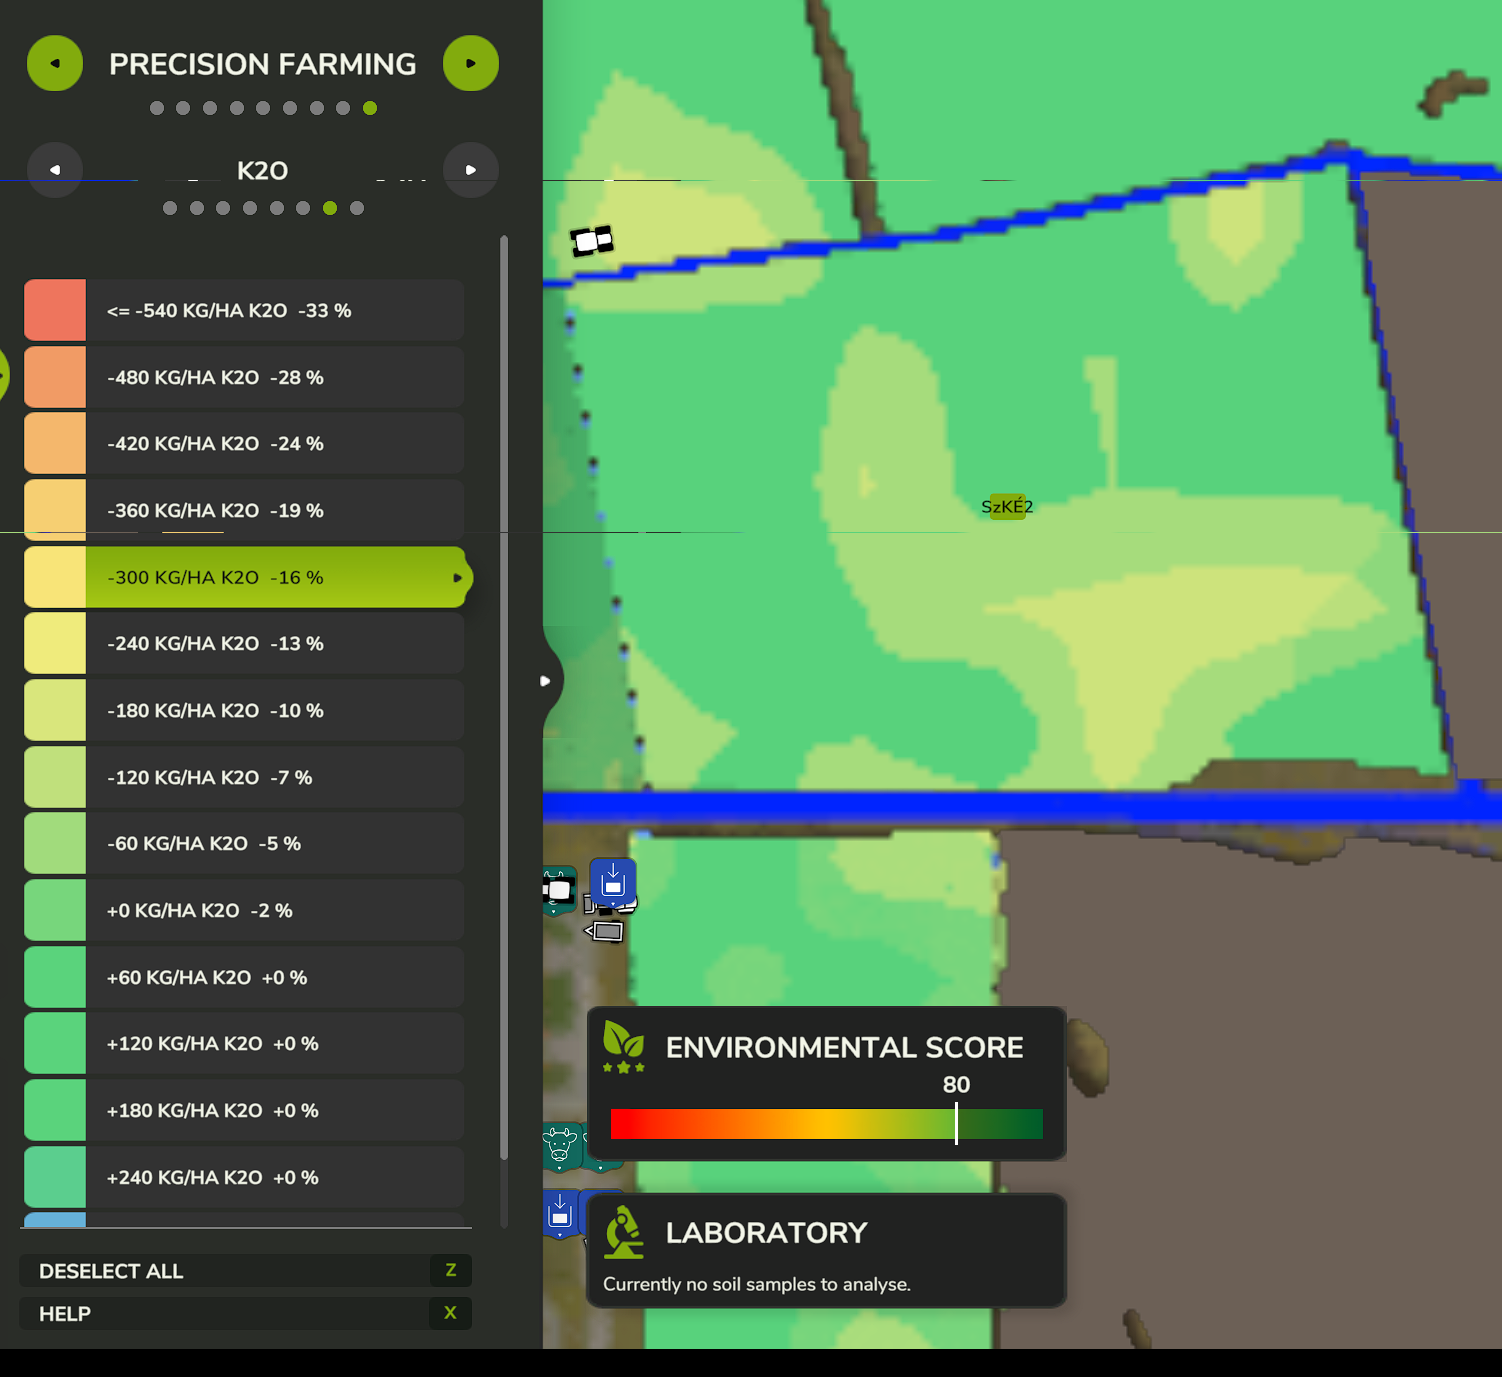 PRECISION FARMING
K2O
<= -540 KG/HA K2O -33 %
-480 KG/HA K2O -28 %
-420 KG/HA K2O -24 %
-360 KG/HA K2O -19 %
-300 KG/HA K2O -16 %
-240 KG/HA K2O -13 %
-180 KG/HA K2O -10 %
-120 KG/HA K2O -7 %
-60 KG/HA K2O -5 %
+0 KG/HA K2O -2 %
+60 KG/HA K2O +0 %
+120 KG/HA K2O +0 %
+180 KG/HA K2O +0 %
+240 KG/HA K2O +0 %
DESELECT ALL Z
HELP X
SzKÉ2
ENVIRONMENTAL SCORE
80
LABORATORY
Currently no soil samples to analyse.